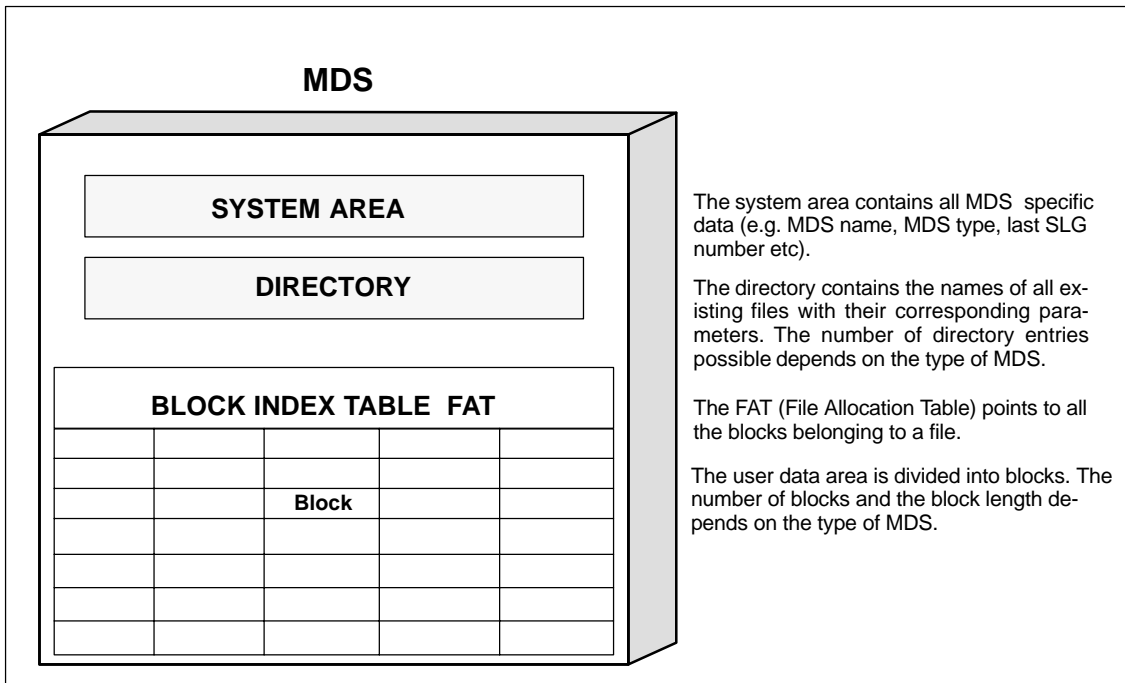 MDS
SYSTEM AREA
DIRECTORY
BLOCK INDEX TABLE FAT
Block
The system area contains all MDS specific
data (e.g. MDS name, MDS type, last SLG
number etc).
The directory contains the names of all ex-
isting files with their corresponding para-
meters. The number of directory entries
possible depends on the type of MDS.
The FAT (File Allocation Table) points to all
the blocks belonging to a file.
The user data area is divided into blocks. The
number of blocks and the block length de-
pends on the type of MDS.